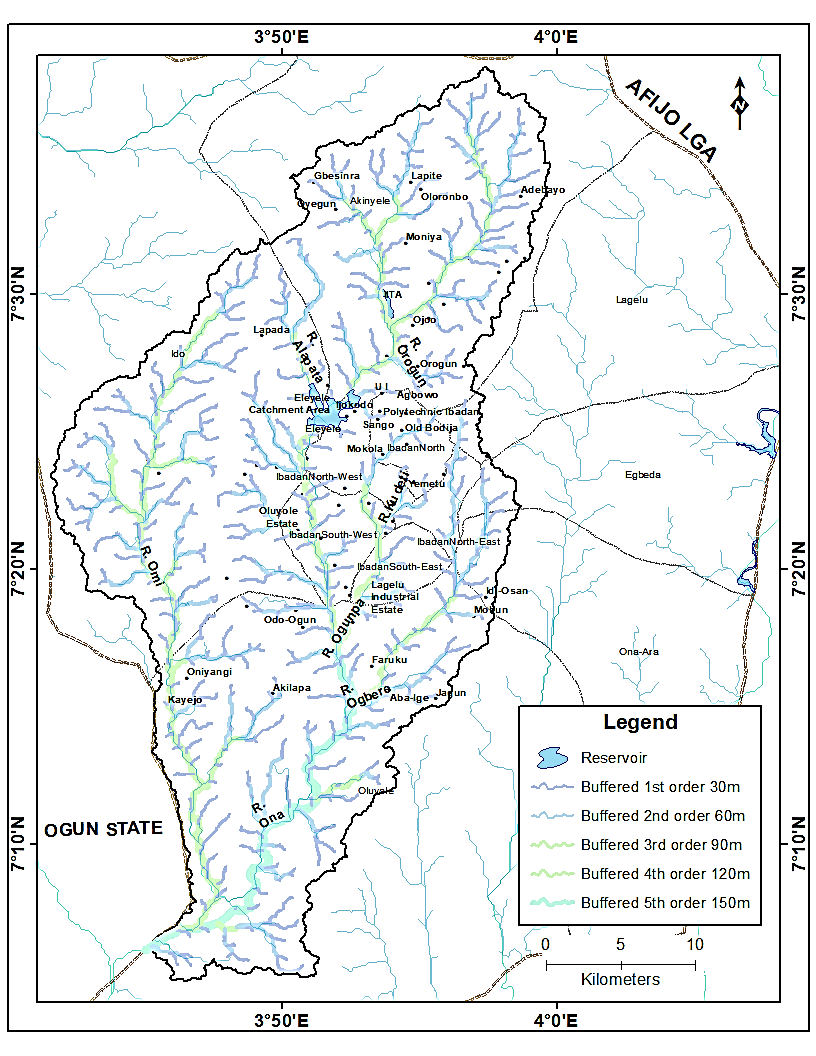 3°50'E
4°0'E
AFIJO LGA
N
Gbesinra
Lapite
Oyegun
Akinyele
Oloronbo
Adebayo
Moniya
7°30'N
7°30'N
IITA
Lagelu
Ojoo
Lapada
R.
Alapata
R.
Orogun
Ido
Orogun
U I
Eleyele
Agbowo
Ijokodo
Catchment Area
Polytechnic Ibadan
Eleyele
Sango
Old Bodija
Mokola
IbadanNorth
IbadanNorth-West
Yemetu
Egbeda
R.Kudeti
Oluyole
Estate
IbadanSouth-West
IbadanNorth-East
R. Omi
7°20'N
7°20'N
IbadanSouth-East
Lagelu
Industrial
Estate
Idi-Osan
Mogun
Odo-Ogun
R. Ogunpa
Ona-Ara
Faruku
Oniyangi
Akilapa
R.
Ogbere
Aba-Ige
Jagun
Kayejo
Legend
Reservoir
Buffered 1st order 30m
Oluyole
R.
Ona
Buffered 2nd order 60m
OGUN STATE
7°10'N
7°10'N
Buffered 3rd order 90m
Buffered 4th order 120m
Buffered 5th order 150m
0
5
10
Kilometers
3°50'E
4°0'E